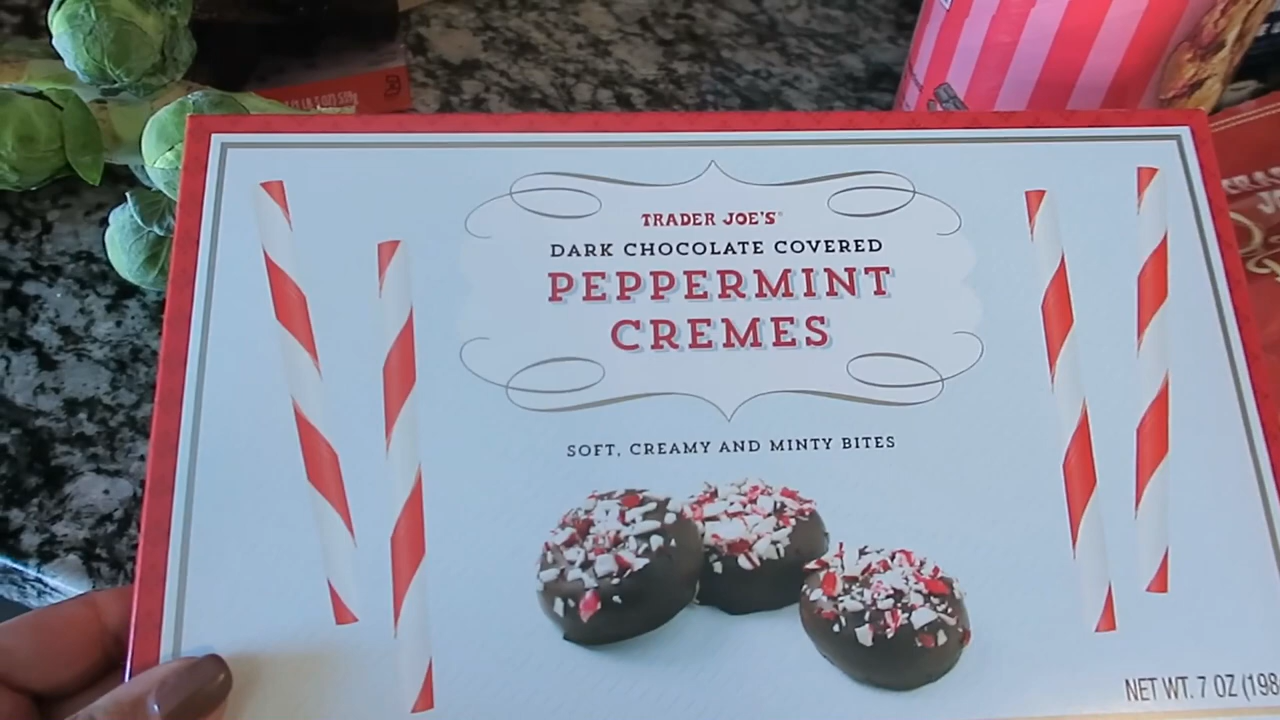 TRADER JOE'S
DARK CHOCOLATE COVERED
PEPPERMINT
CREMES
SOFT, CREAMY AND MINTY BITES
NET WT. 7 OZ (198